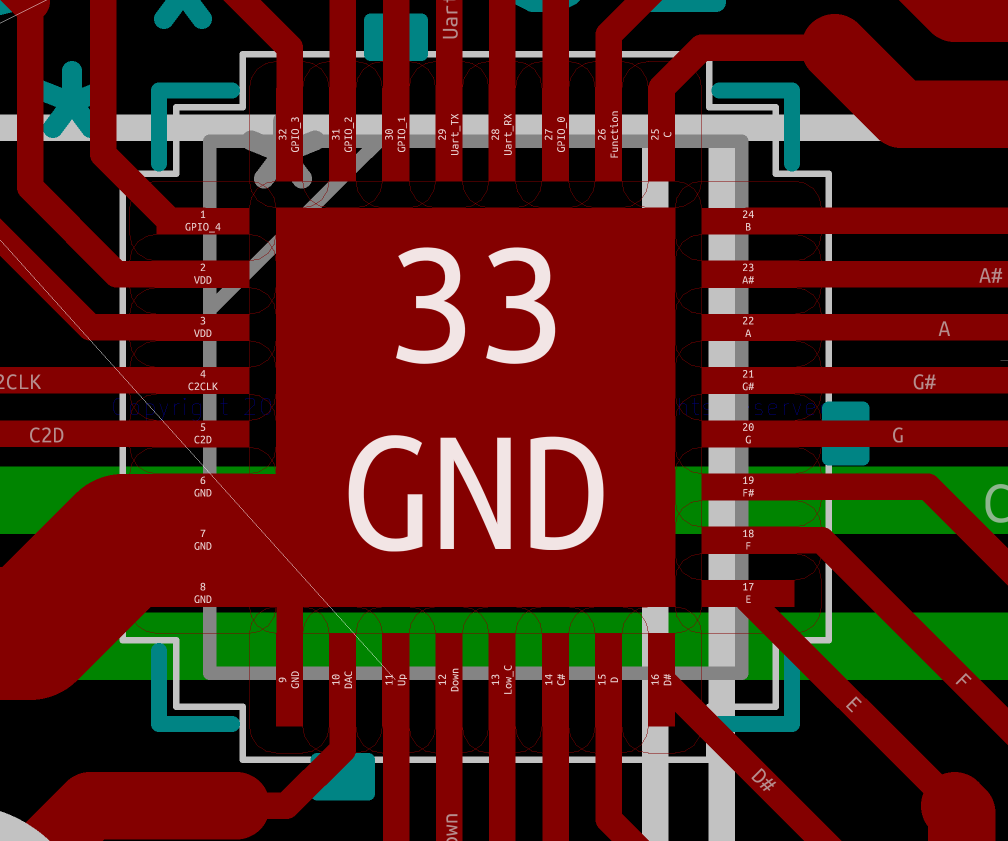 Uart
32 GPIO_3
31 GPIO_2
30 GPIO_1
29 Uart_TX
28 Uart_RX
27 GPIO_0
26 Function
25 C
1
GPIO_4
2
VDD
3
VDD
4
C2CLK
5
C2D
6
GND
7
GND
8
GND
2CLK
C2D
33
GND
24
B
23
A#
22
A
21
G#
20
G
19
F#
18
F
17
E
A#
A
G#
G
C
F
E
D#
9 GND
10 DAC
11 Up
12 Down
13 Low_C
14 C#
15 D
16 D#
own